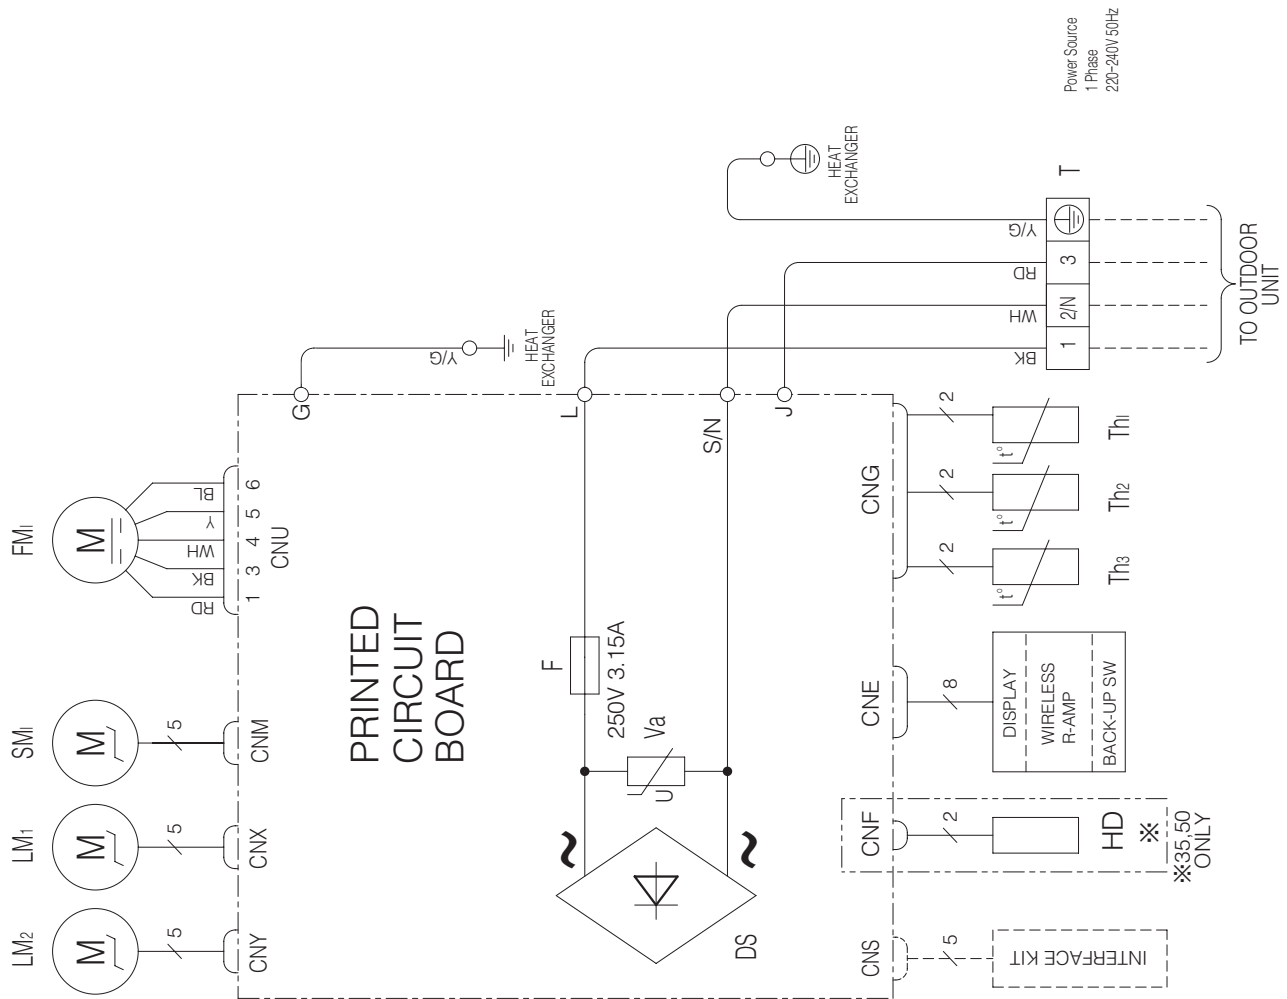 Power Source
1 Phase
220-240V 50Hz
HEAT
EXCHANGER
T
Y/G
3
RD
2/N
WH
1
BK
TO OUTDOOR
UNIT
Y/G
HEAT
EXCHANGER
G
L
S/N
J
FMI
M
BL
Y
WH
BK
RD
6
5
4
3
1
CNU
SMI
M
5
CNM
LM1
M
5
CNX
LM2
M
5
CNY
PRINTED
CIRCUIT
BOARD
F
250V 3.15A
Va
U
~
~
DS
CNG
2
t°
ThI
2
t°
Th2
2
t°
Th3
CNE
8
DISPLAY
WIRELESS
R-AMP
BACK-UP SW
CNF
2
HD
※
※35,50
ONLY
CNS
5
INTERFACE KIT